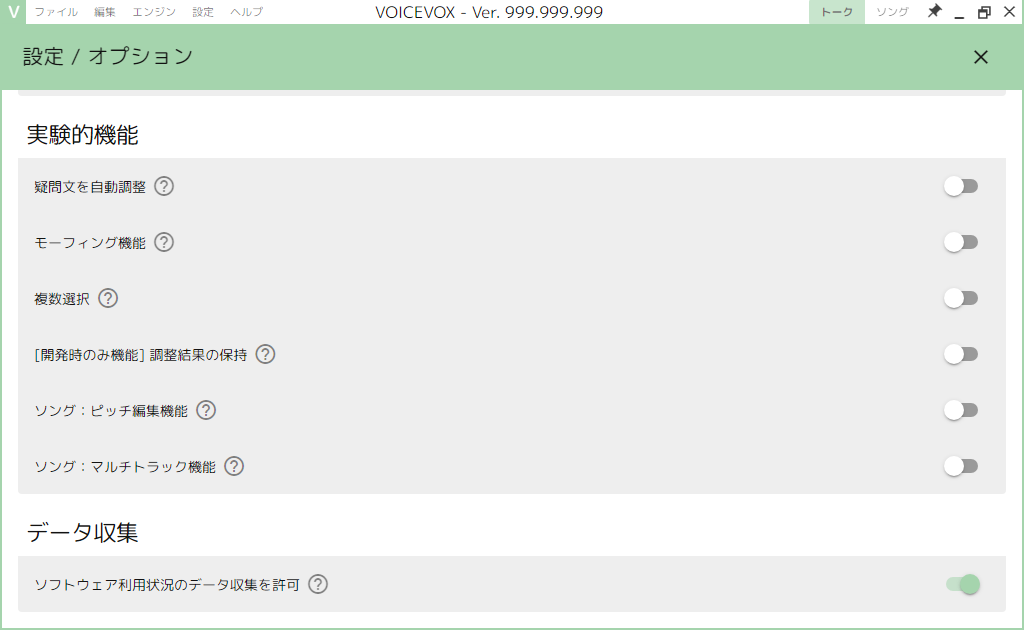 V ファイル 編集 エンジン 設定 ヘルプ VOICEVOX - Ver. 999.999.999 トーク ソング
設定 / オプション
実験的機能
疑問文を自動調整 ?
モーフィング機能 ?
複数選択 ?
[開発時のみ機能] 調整結果の保持 ?
ソング：ピッチ編集機能 ?
ソング：マルチトラック機能 ?
データ収集
ソフトウェア利用状況のデータ収集を許可 ?